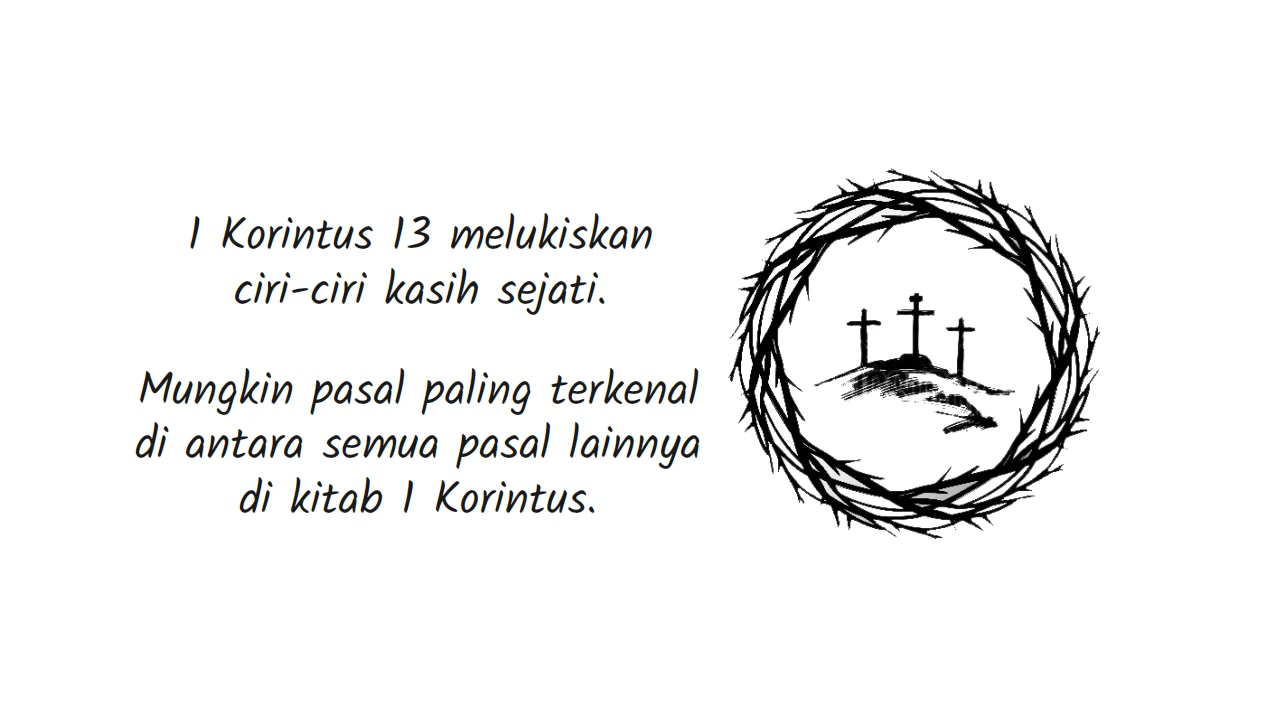 1 Korintus 13 melukiskan
ciri-ciri kasih sejati.
Mungkin pasal paling terkenal
di antara semua pasal lainnya
di kitab 1 Korintus.